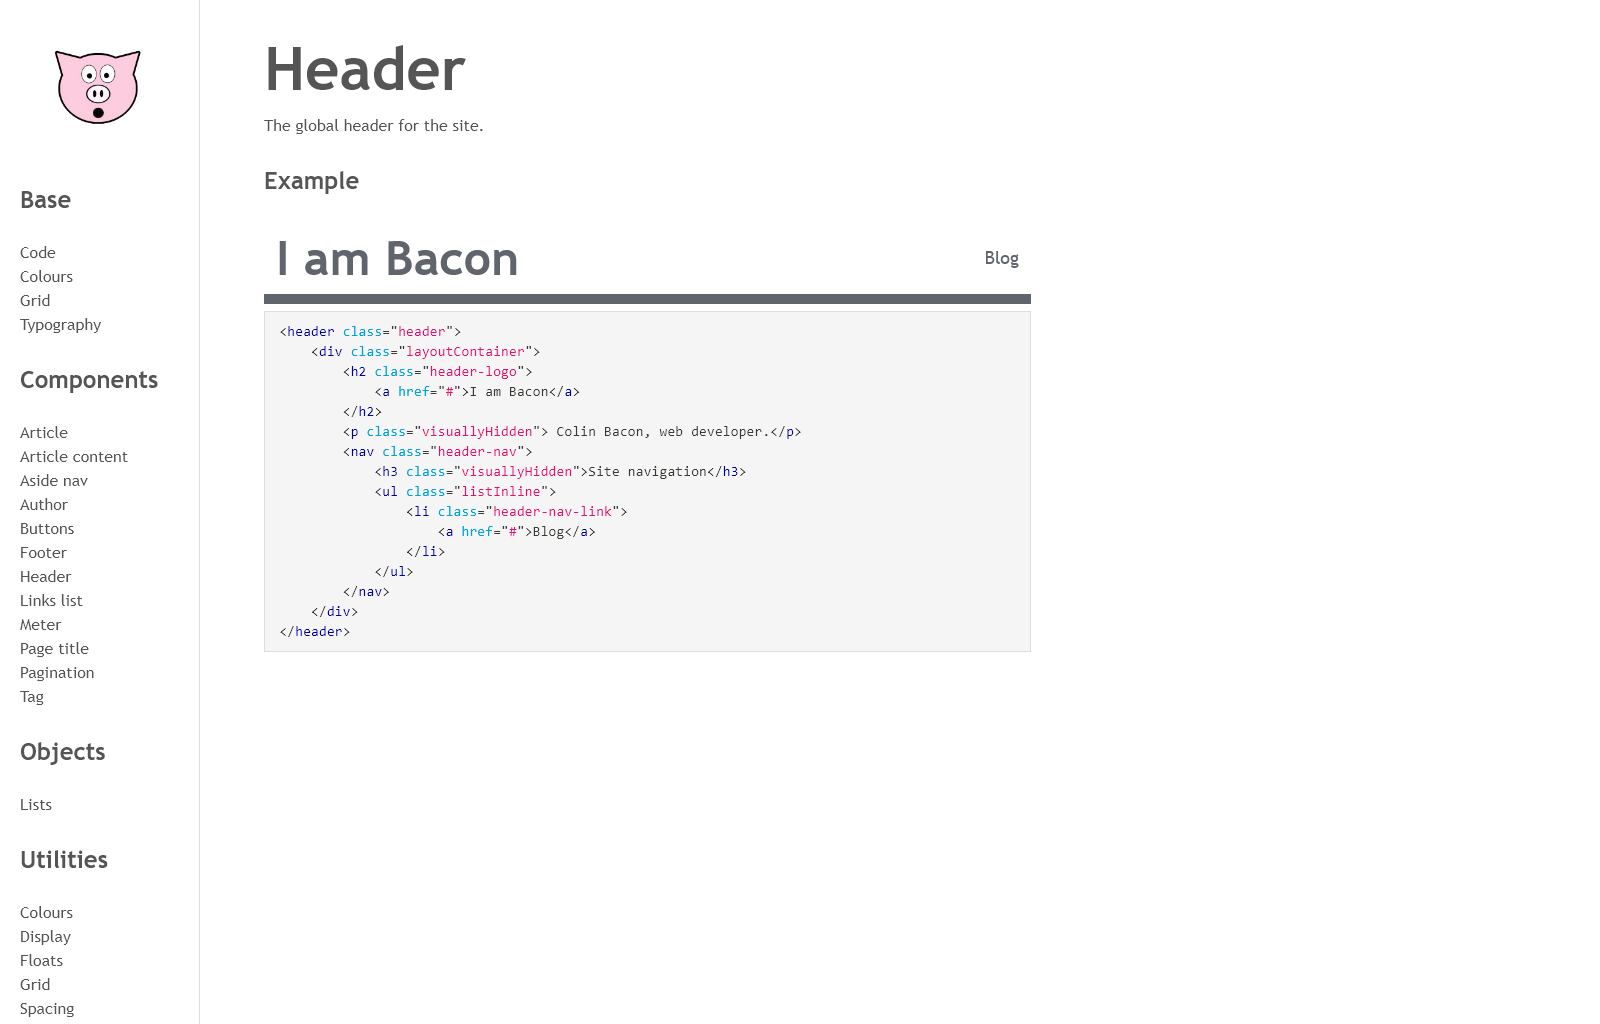 Base
Code
Colours
Grid
Typography
Components
Article
Article content
Aside nav
Author
Buttons
Footer
Header
Links list
Meter
Page title
Pagination
Tag
Objects
Lists
Utilities
Colours
Display
Floats
Grid
Spacing
Header
The global header for the site.
Example
I am Bacon
Blog
<header class="header">
    <div class="layoutContainer">
        <h2 class="header-logo">
            <a href="#">I am Bacon</a>
        </h2>
        <p class="visuallyHidden"> Colin Bacon, web developer.</p>
        <nav class="header-nav">
            <h3 class="visuallyHidden">Site navigation</h3>
            <ul class="listInline">
                <li class="header-nav-link">
                    <a href="#">Blog</a>
                </li>
            </ul>
        </nav>
    </div>
</header>